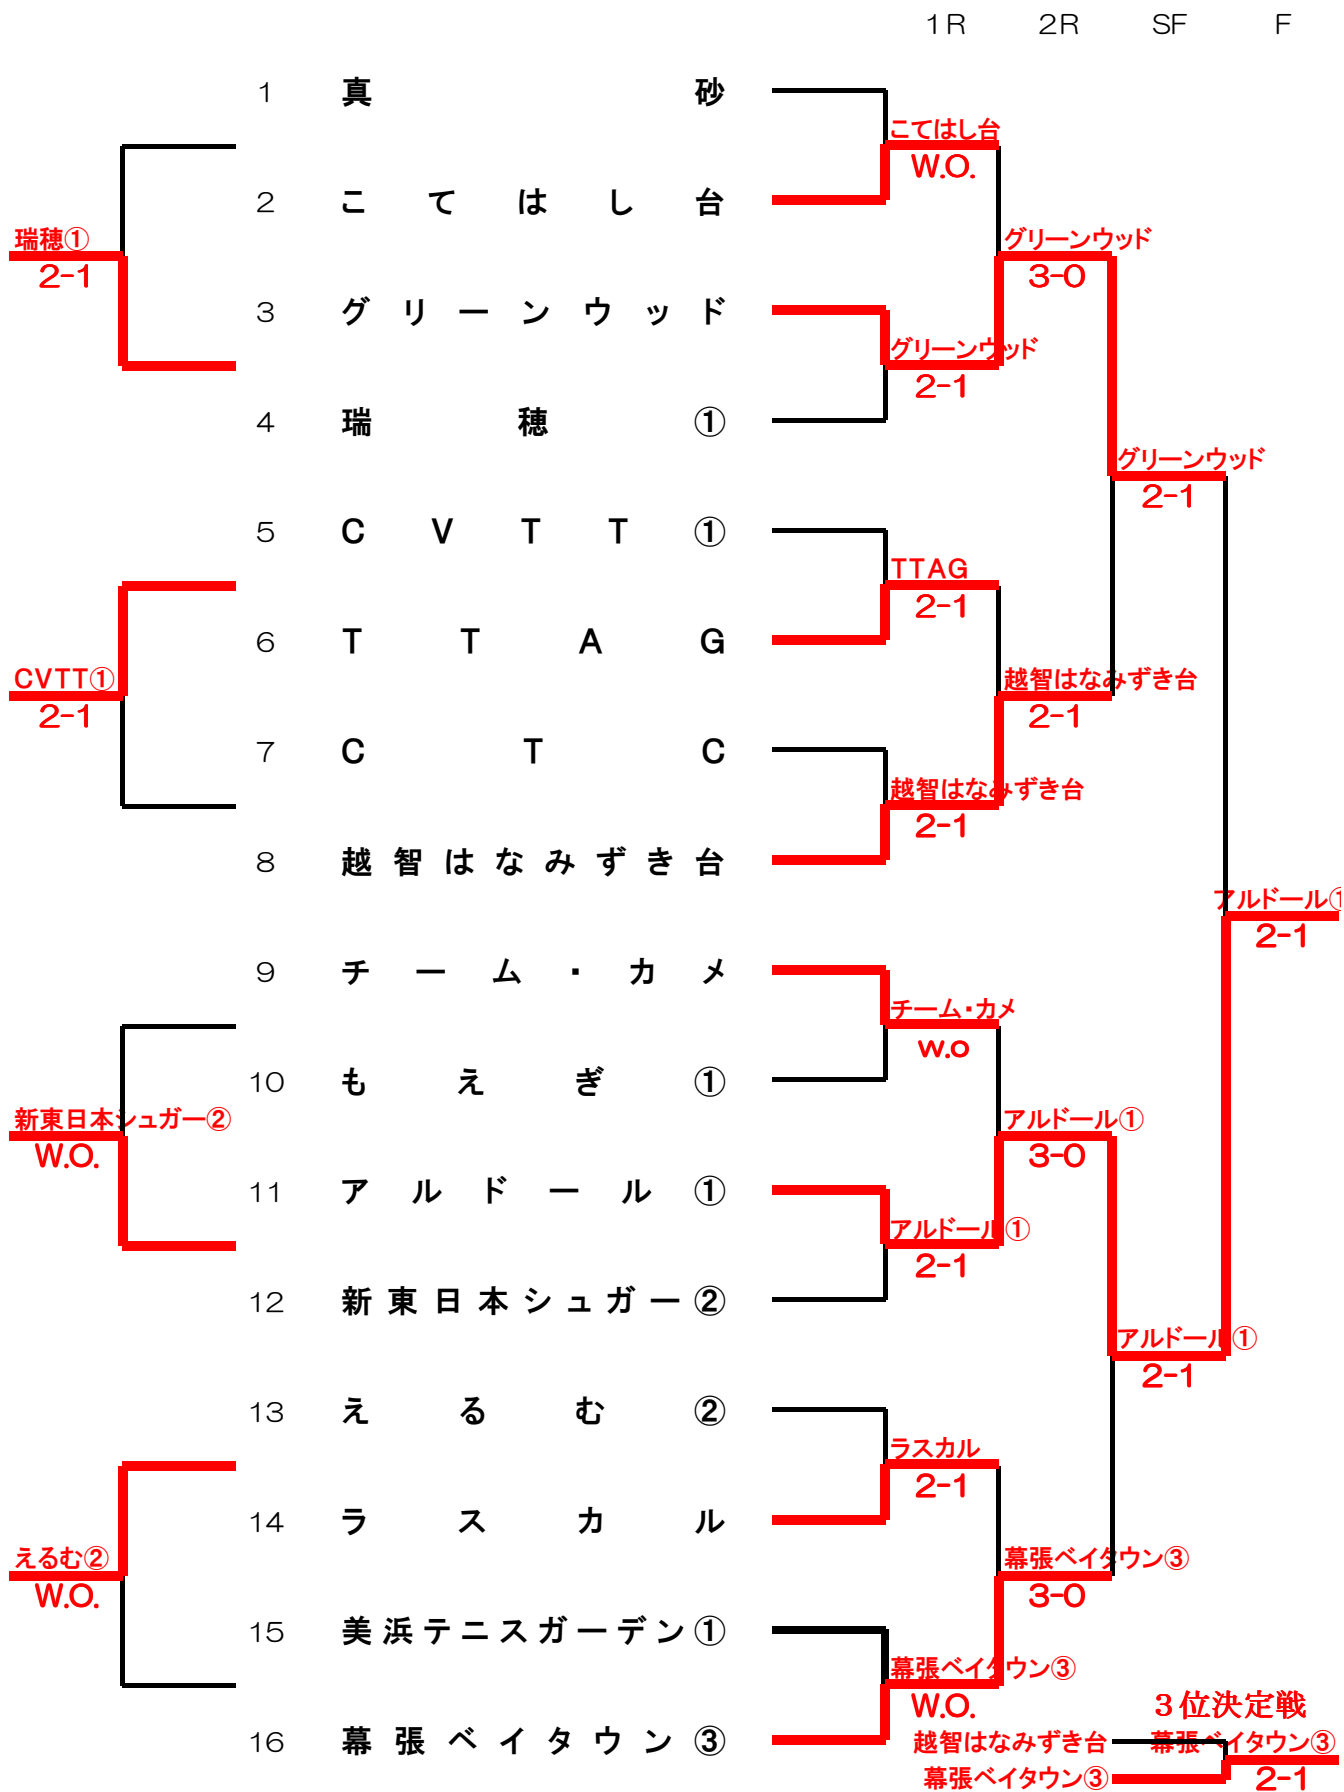 1R 2R SF F
1 真砂
こてはし台
W.O.
2 こてはし台
瑞穂① グリーンウッド
2-1 3-0
3 グリーンウッド
グリーンウッド
2-1
4 瑞穂①
グリーンウッド
2-1
5 CVTT①
TTAG
2-1
6 TTAG
CVTT① 越智はなみずき台
2-1 2-1
7 CTC
越智はなみずき台
2-1
8 越智はなみずき台
アルドール①
2-1
9 チーム・カメ
チーム・カメ
W.O
10 もえぎ①
新東日本シュガー② アルドール①
W.O. 3-0
11 アルドール①
アルドール①
2-1
12 新東日本シュガー②
アルドール①
2-1
13 えるむ②
ラスカル
2-1
14 ラスカル
えるむ② 幕張ベイタウン③
W.O. 3-0
15 美浜テニスガーデン①
幕張ベイタウン③
W.O. 3位決定戦
16 幕張ベイタウン③
越智はなみずき台 幕張ベイタウン③
幕張ベイタウン③ 2-1